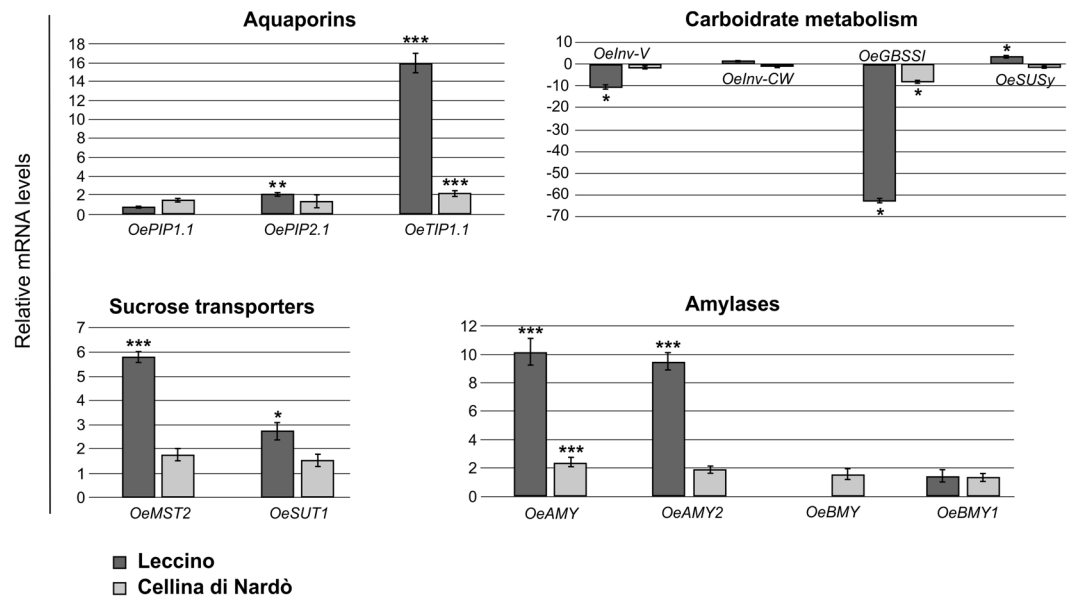 Aquaporins
Carboidrate metabolism
Relative mRNA levels
18
16
14
12
10
8
6
4
2
0
***
**
***
OePIP1.1
OePIP2.1
OeTIP1.1
10
0
-10
-20
-30
-40
-50
-60
-70
OeInv-V
OeInv-CW
OeGBSSI
OeSUSy
*
*
*
*
Sucrose transporters
7
6
5
4
3
2
1
0
***
*
OeMST2
OeSUT1
Amylases
12
10
8
6
4
2
0
***
***
***
OeAMY
OeAMY2
OeBMY
OeBMY1
Leccino
Cellina di Nardò